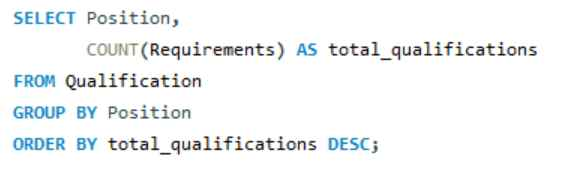 SELECT Position,
COUNT(Requirements) AS total_qualifications
FROM Qualification
GROUP BY Position
ORDER BY total_qualifications DESC;